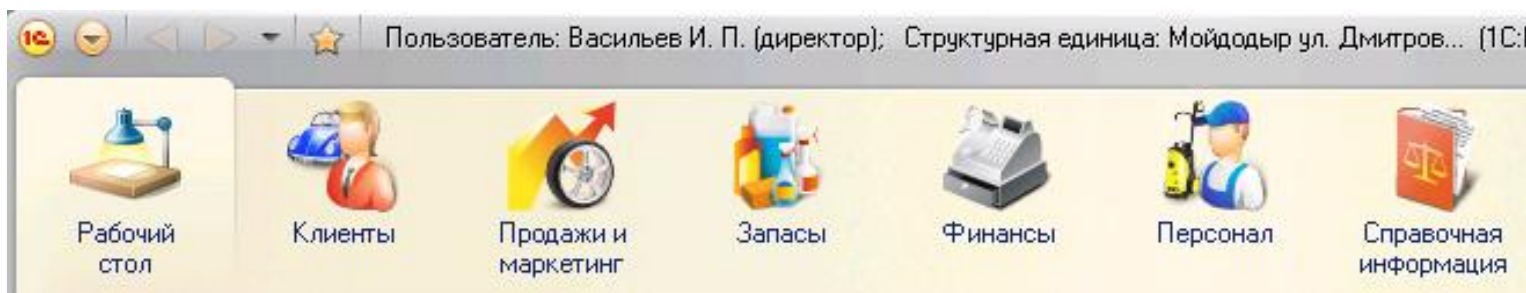 1С Пользователь: Васильев И. П. (директор); Структурная единица: Мойдодыр ул. Дмитров... (1С:
Рабочий стол
Клиенты
Продажи и маркетинг
Запасы
Финансы
Персонал
Справочная информация